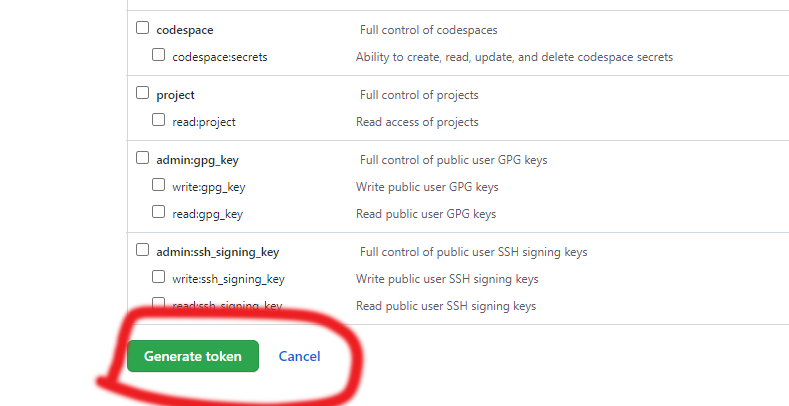 codespace Full control of codespaces
codespace:secrets Ability to create, read, update, and delete codespace secrets
project Full control of projects
read:project Read access of projects
admin:gpg_key Full control of public user GPG keys
write:gpg_key Write public user GPG keys
read:gpg_key Read public user GPG keys
admin:ssh_signing_key Full control of public user SSH signing keys
write:ssh_signing_key Write public user SSH signing keys
read:ssh_signing_key Read public user SSH signing keys
Generate token Cancel